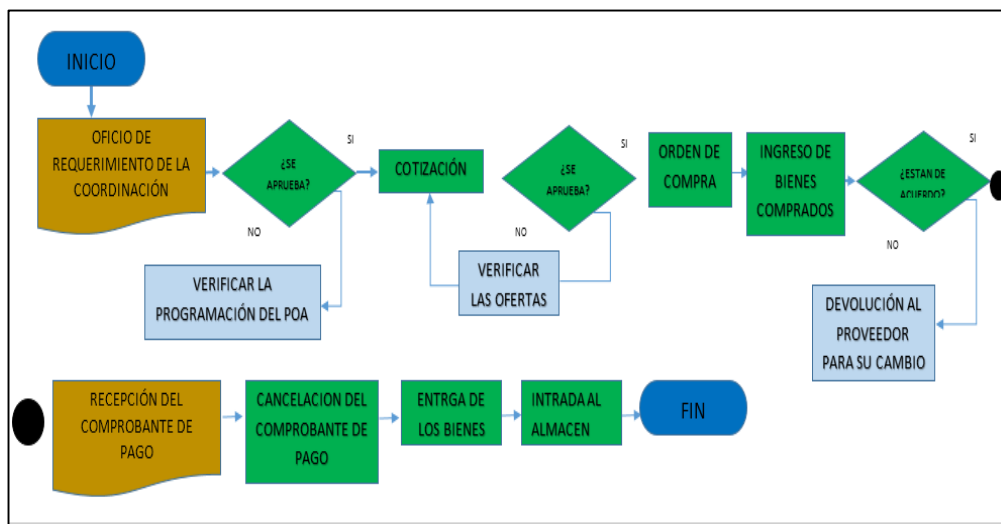 INICIO
OFICIO DE
REQUERIMIENTO DE LA
COORDINACIÓN
¿SE
APRUEBA?
SI
NO
VERIFICAR LA
PROGRAMACIÓN DEL POA
COTIZACIÓN
¿SE
APRUEBA?
SI
NO
VERIFICAR
LAS OFERTAS
ORDEN DE
COMPRA
INGRESO DE
BIENES
COMPRADOS
¿ESTAN DE
ACUERDO?
SI
NO
DEVOLUCIÓN AL
PROVEEDOR
PARA SU CAMBIO
RECEPCIÓN DEL
COMPROBANTE DE
PAGO
CANCELACION DEL
COMPROBANTE DE
PAGO
ENTRGA DE
LOS BIENES
INTRADA AL
ALMACEN
FIN